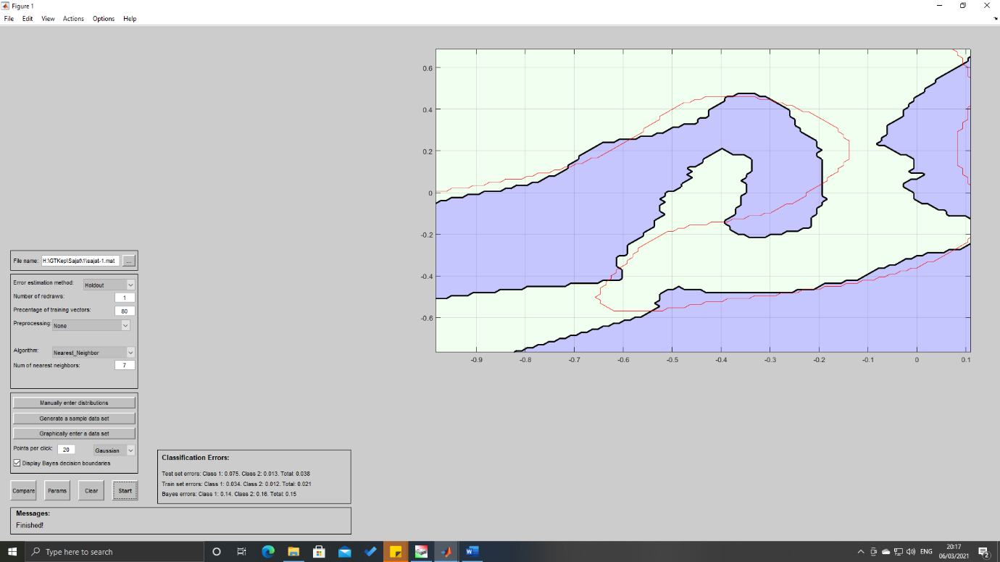 Figure 1
File Edit View Actions Options Help
0.6
0.4
0.2
0
-0.2
-0.4
-0.6
-0.9 -0.8 -0.7 -0.6 -0.5 -0.4 -0.3 -0.2 -0.1 0 0.1
File name: H:\GTKep\Sajat\1\sajat-1.mat ...
Error estimation method: Holdout
Number of redraws: 1
Precentage of training vectors: 80
Preprocessing: None
Algorithm: Nearest_Neighbor
Num of nearest neighbors: 7
Manually enter distributions
Generate a sample data set
Graphically enter a data set
Points per click: 20 Gaussian
Display Bayes decision boundaries
Compare Params Clear Start
Classification Errors:
Test set errors: Class 1: 0.075. Class 2: 0.013. Total: 0.038
Train set errors: Class 1: 0.034. Class 2: 0.012. Total: 0.021
Bayes errors: Class 1: 0.14. Class 2: 0.16. Total: 0.15
Messages:
Finished!
Type here to search
ENG
20:17
06/03/2021
2